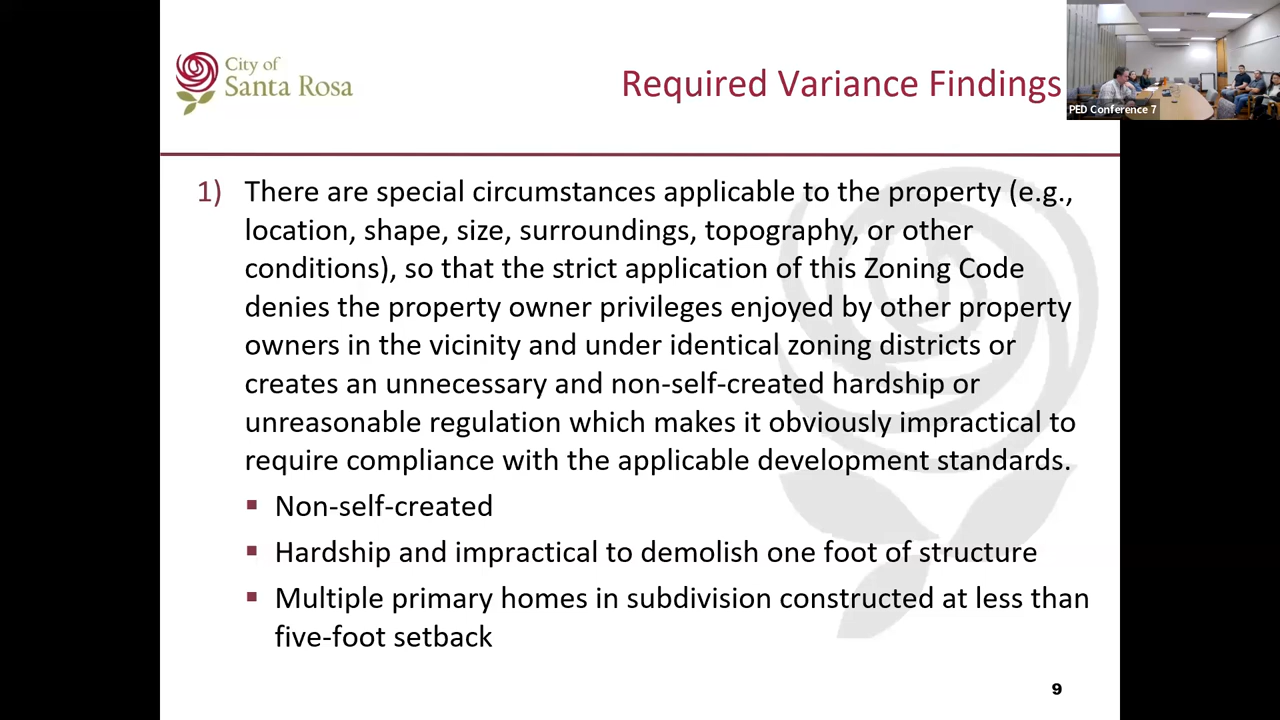 City of
Santa Rosa
Required Variance Findings
PED Conference 7
1) There are special circumstances applicable to the property (e.g.,
location, shape, size, surroundings, topography, or other
conditions), so that the strict application of this Zoning Code
denies the property owner privileges enjoyed by other property
owners in the vicinity and under identical zoning districts or
creates an unnecessary and non-self-created hardship or
unreasonable regulation which makes it obviously impractical to
require compliance with the applicable development standards.
▪ Non-self-created
▪ Hardship and impractical to demolish one foot of structure
▪ Multiple primary homes in subdivision constructed at less than
five-foot setback
9